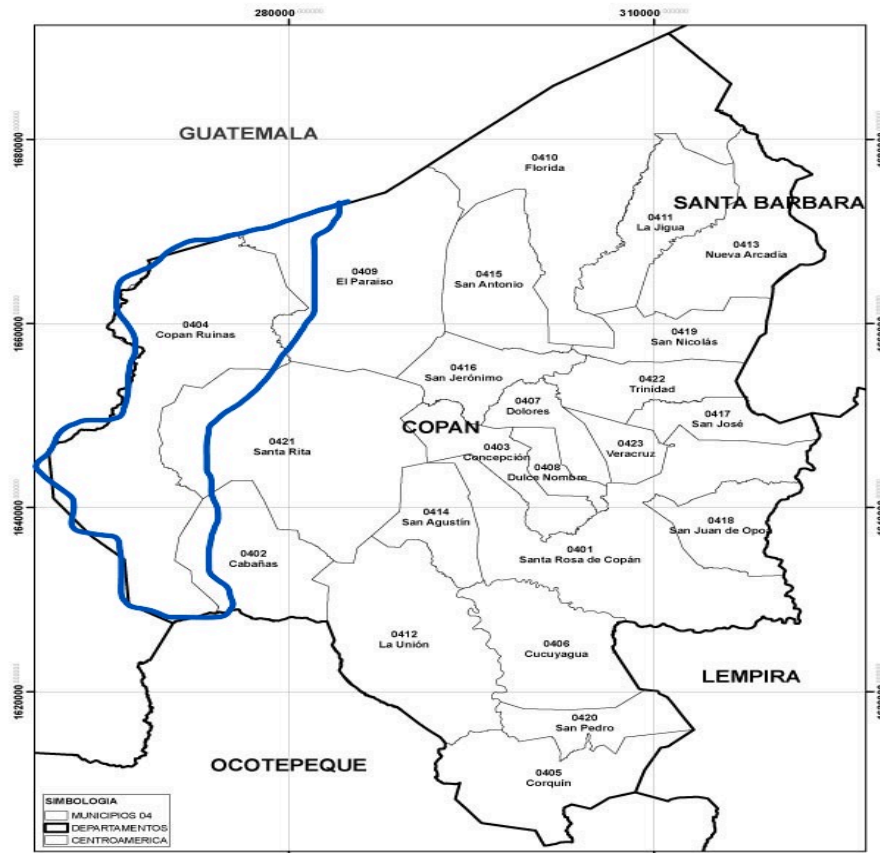 280000
310000
GUATEMALA
1680000
0410
Florida
SANTA BARBARA
0411
La Jigua
0413
Nueva Arcadia
0409
El Paraiso
0415
San Antonio
0404
Copan Ruinas
0419
San Nicolás
1660000
0416
San Jerónimo
0422
Trinidad
0407
Dolores
0417
San José
COPAN
0421
Santa Rita
0403
Concepción
0423
Veracruz
0408
Dulce Nombre
1640000
0414
San Agustín
0418
San Juan de Opoa
0402
Cabañas
0401
Santa Rosa de Copán
0412
La Unión
0406
Cucuyagua
LEMPIRA
1620000
0420
San Pedro
OCOTEPEQUE
0405
Corquín
SIMBOLOGIA
MUNICIPIOS 04
DEPARTAMENTOS
CENTROAMERICA